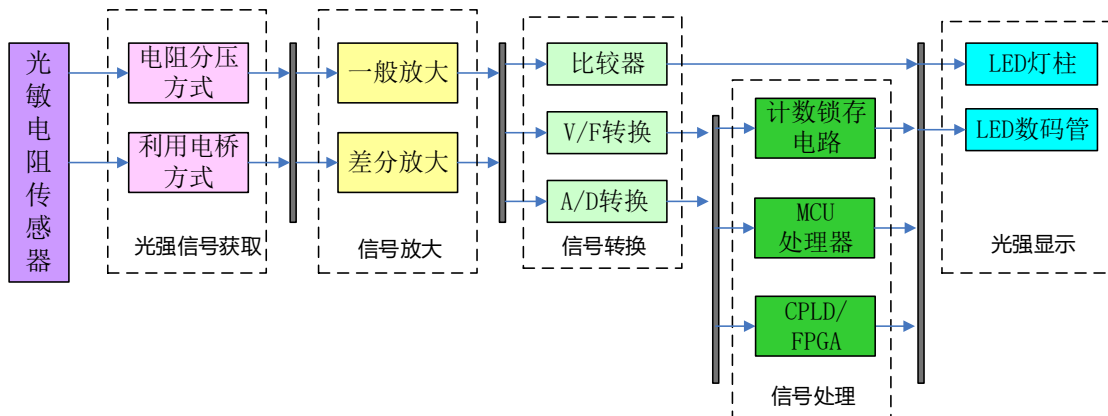 光
敏
电
阻
传
感
器
电阻分压
方式
利用电桥
方式
光强信号获取
一般放大
差分放大
信号放大
比较器
V/F转换
A/D转换
信号转换
计数锁存
电路
MCU
处理器
CPLD/
FPGA
信号处理
LED灯柱
LED数码管
光强显示